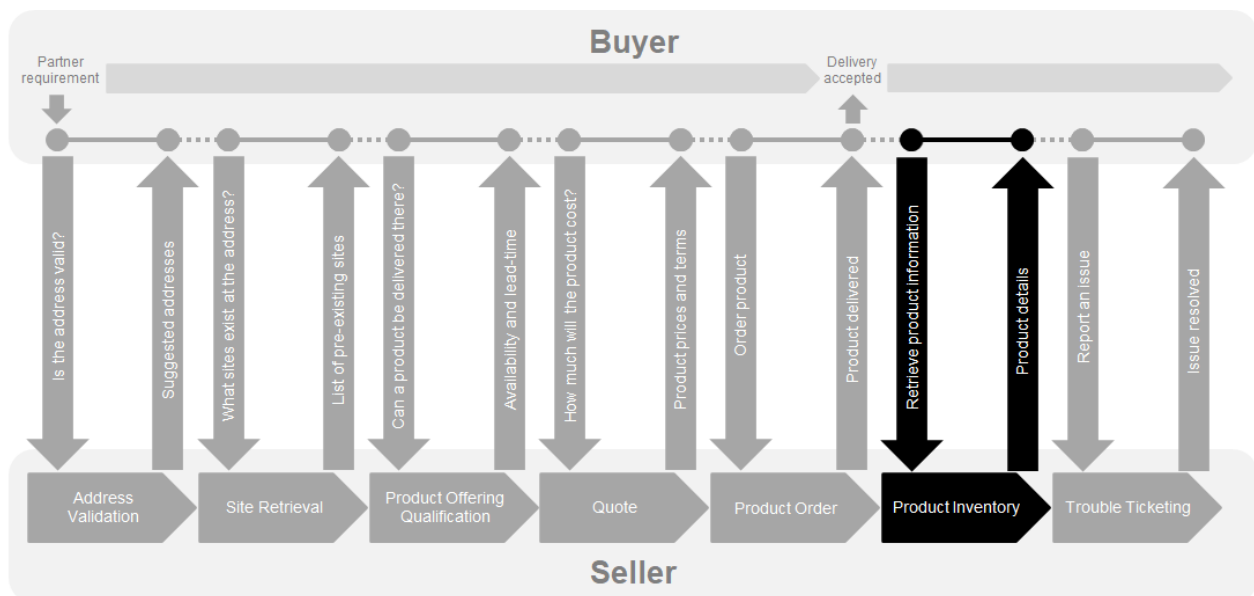 Buyer
Partner
requirement
Delivery
accepted
Is the address valid?
Suggested addresses
What sites exist at the address?
List of pre-existing sites
Can a product be delivered there?
Availability and lead-time
How much will the product cost?
Product prices and terms
Order product
Product delivered
Retrieve product information
Product details
Report an issue
Issue resolved
Address
Validation
Site Retrieval
Product Offering
Qualification
Quote
Product Order
Product Inventory
Trouble Ticketing
Seller